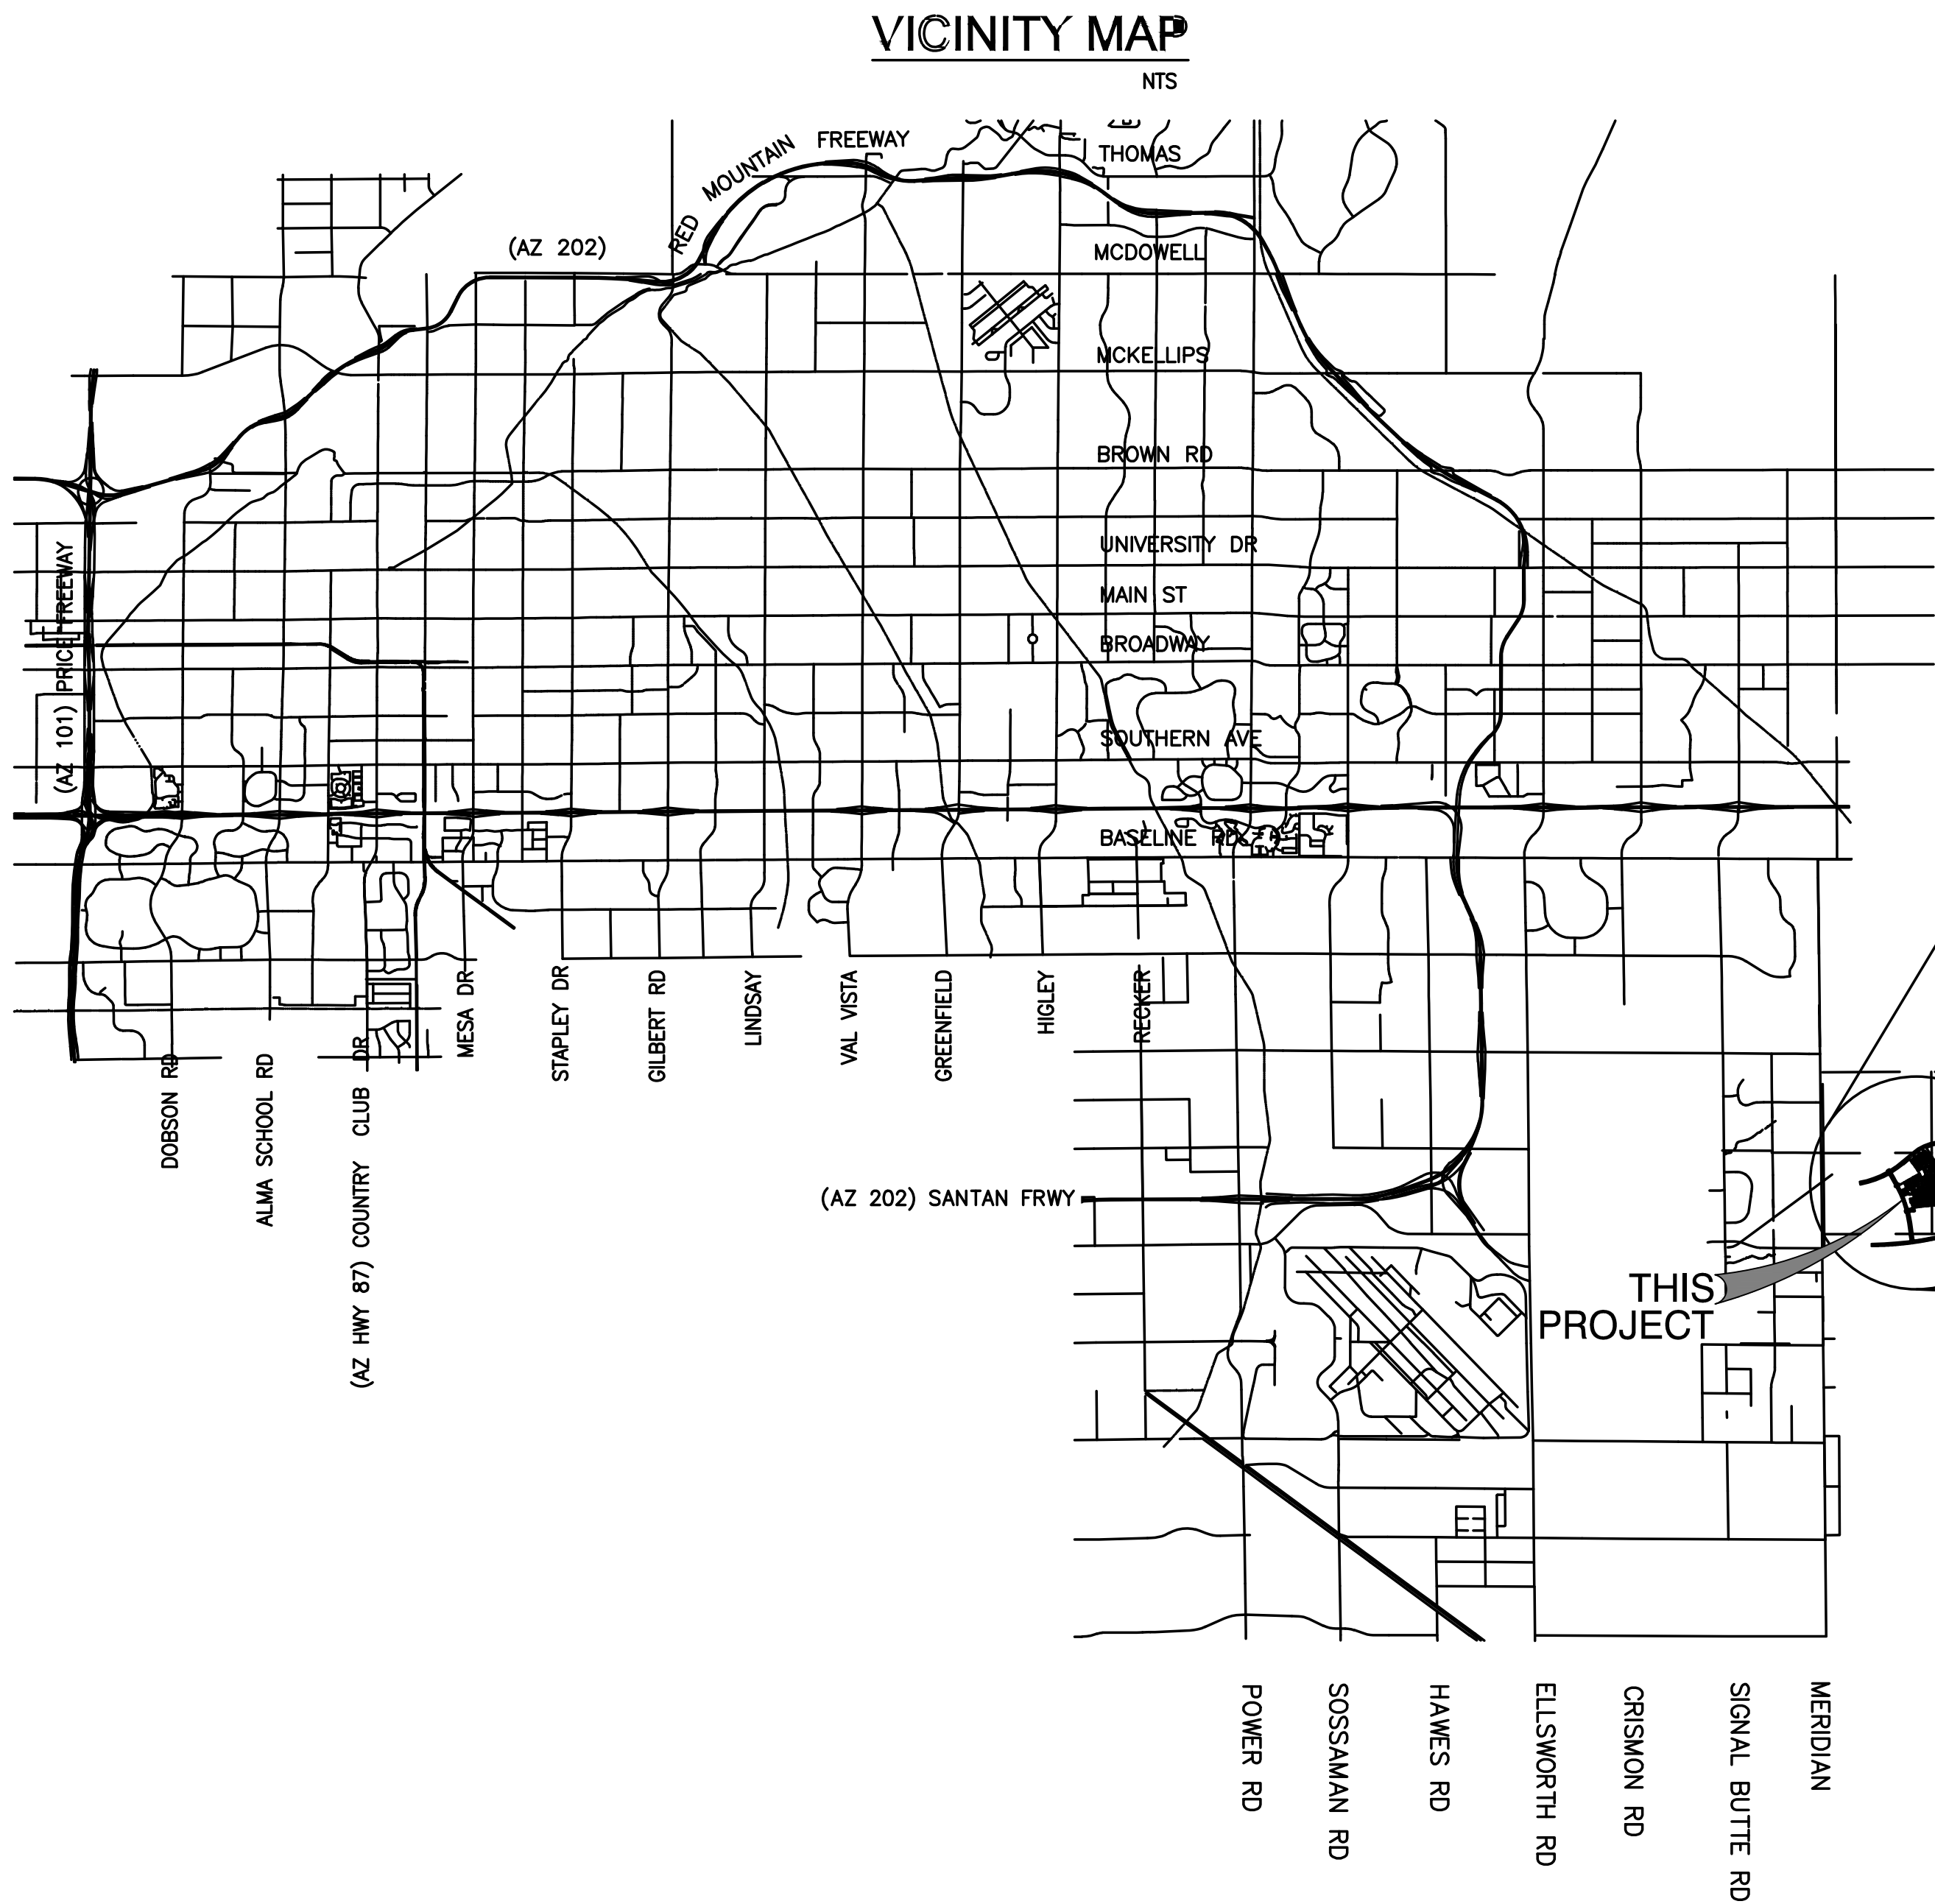 VICINITY MAP
NTS
RED MOUNTAIN FREEWAY
(AZ 202)
THOMAS
MCDOWELL
MCKELLIPS
BROWN RD
UNIVERSITY DR
MAIN ST
BROADWAY
SOUTHERN AVE
BASELINE RD
(AZ 101) PRICE FREEWAY
DOBSON RD
ALMA SCHOOL RD
(AZ HWY 87) COUNTRY CLUB DR
MESA DR
STAPLEY DR
GILBERT RD
LINDSAY
VAL VISTA
GREENFIELD
HIGLEY
RECKER
(AZ 202) SANTAN FRWY
THIS
PROJECT
POWER RD
SOSSAMAN RD
HAWES RD
ELLSWORTH RD
CRISMON RD
SIGNAL BUTTE RD
MERIDIAN